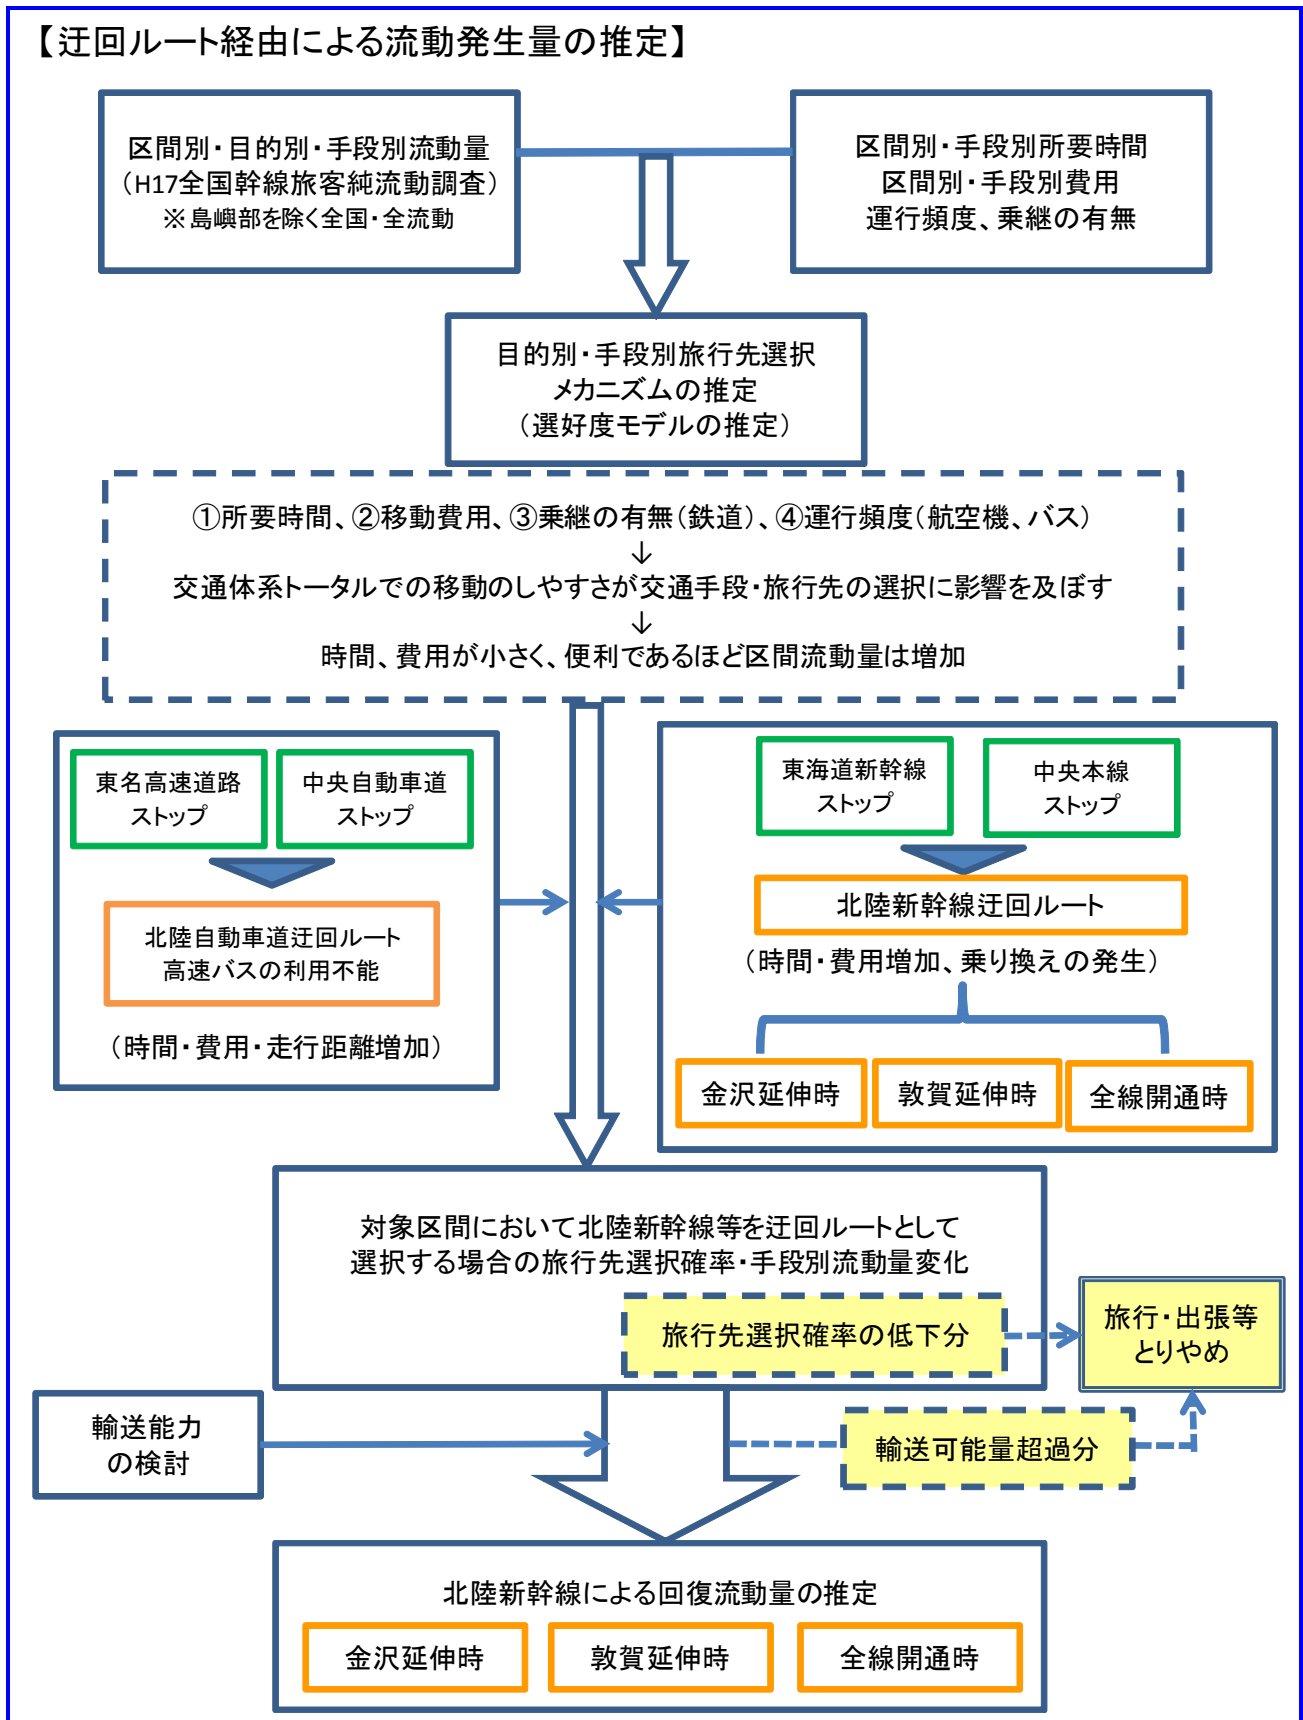 【迂回ルート経由による流動発生量の推定】
区間別・目的別・手段別流動量
（H17全国幹線旅客純流動調査）
※島嶼部を除く全国・全流動
区間別・手段別所要時間
区間別・手段別費用
運行頻度、乗継の有無
目的別・手段別旅行先選択
メカニズムの推定
（選好度モデルの推定）
①所要時間、②移動費用、③乗継の有無（鉄道）、④運行頻度（航空機、バス）
↓
交通体系トータルでの移動のしやすさが交通手段・旅行先の選択に影響を及ぼす
↓
時間、費用が小さく、便利であるほど区間流動量は増加
東名高速道路
ストップ
中央自動車道
ストップ
北陸自動車道迂回ルート
高速バスの利用不能
（時間・費用・走行距離増加）
東海道新幹線
ストップ
中央本線
ストップ
北陸新幹線迂回ルート
（時間・費用増加、乗り換えの発生）
金沢延伸時
敦賀延伸時
全線開通時
対象区間において北陸新幹線等を迂回ルートとして
選択する場合の旅行先選択確率・手段別流動量変化
旅行先選択確率の低下分
旅行・出張等
とりやめ
輸送能力
の検討
輸送可能量超過分
北陸新幹線による回復流動量の推定
金沢延伸時
敦賀延伸時
全線開通時